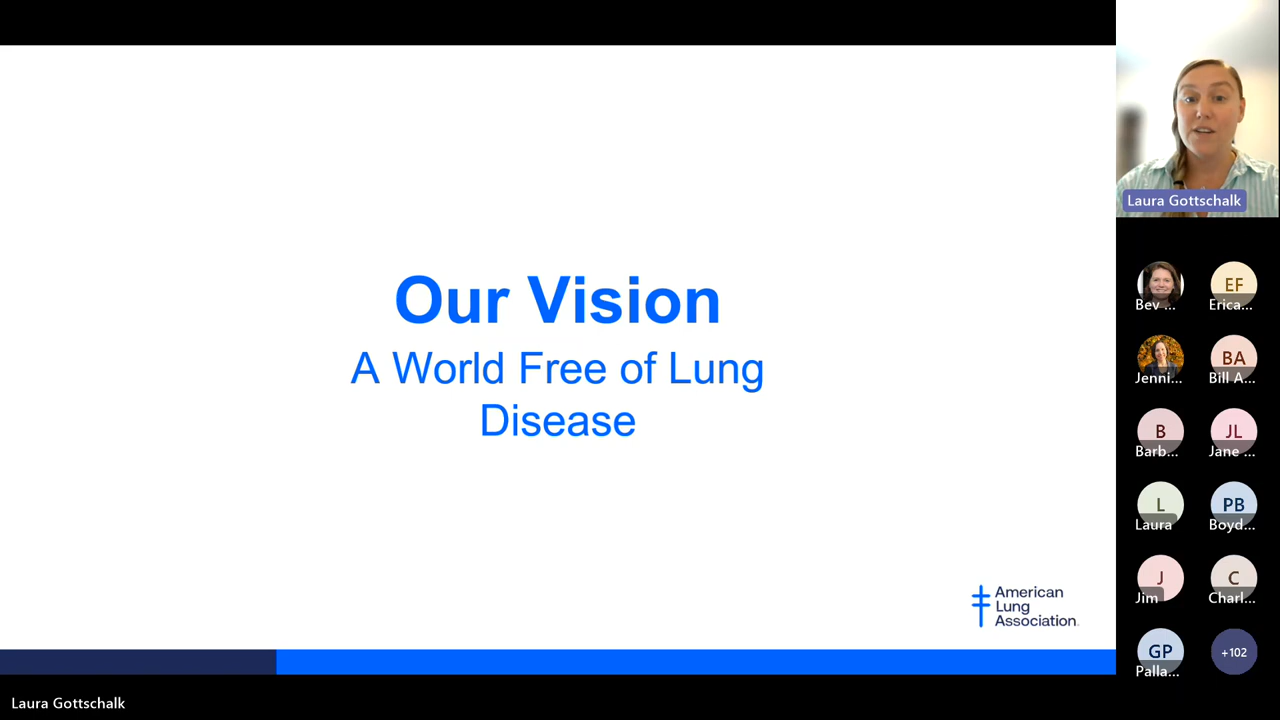 Our Vision
A World Free of Lung
Disease
American
Lung
Association.
Laura Gottschalk
Bev ...
EF
Erica...
Jenni...
BA
Bill A...
B
Barb...
JL
Jane ...
L
Laura
PB
Boyd...
J
Jim
C
Charl...
GP
Palla...
+102
Laura Gottschalk